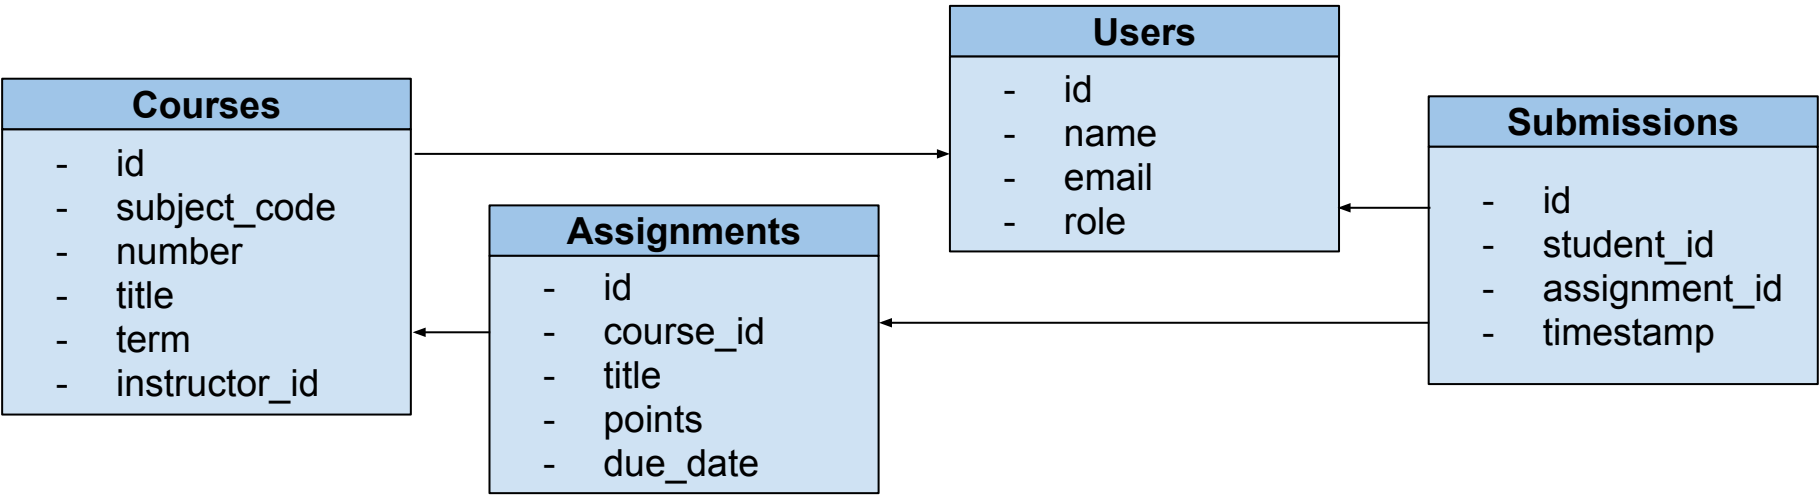 Courses
- id
- subject_code
- number
- title
- term
- instructor_id
Assignments
- id
- course_id
- title
- points
- due_date
Users
- id
- name
- email
- role
Submissions
- id
- student_id
- assignment_id
- timestamp